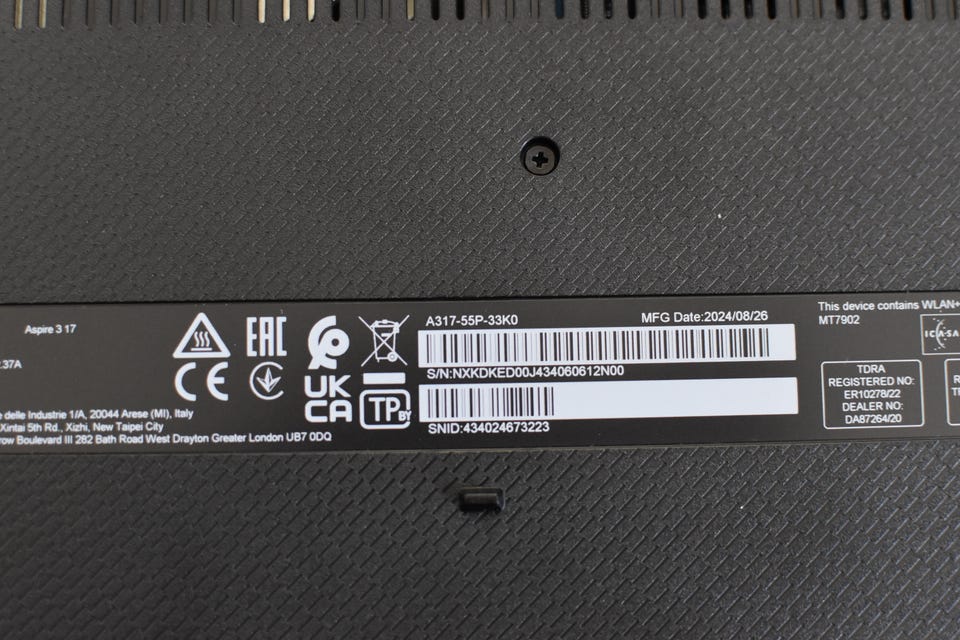 Aspire 3 17
.37A
e delle Industrie 1/A, 20044 Arese (MI), Italy
Xintai 5th Rd., Xizhi, New Taipei City
row Boulevard III 282 Bath Road West Drayton Greater London UB7 0DQ
EAC
CE
UK
CA
TP
BY
A317-55P-33K0
MFG Date:2024/08/26
S/N:NXKDKED00J434060612N00
SNID:434024673223
This device contains WLAN+
MT7902
ICASA
TDRA
REGISTERED NO:
ER10278/22
DEALER NO:
DA87264/20